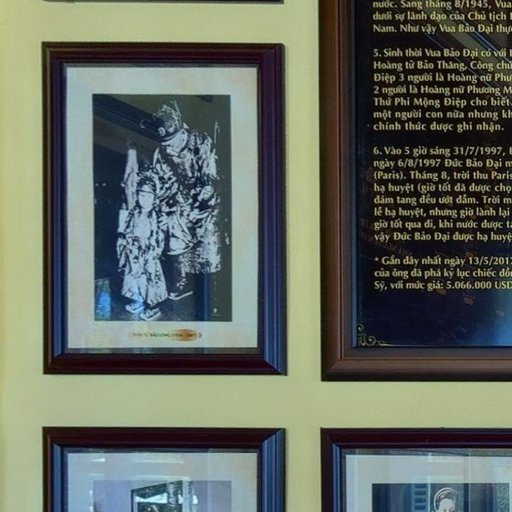 nước. Sang tháng 8/1945, Vua
dưới sự lãnh đạo của Chủ tịch
Nam. Như vậy Vua Bảo Đại thực
5. Sinh thời Vua Bảo Đại có với
Hoàng tử Bảo Thăng, Công chú
Điệp 3 người là Hoàng nữ Phư
2 người là Hoàng nữ Phương M
Thứ Phi Mộng Điệp cho biết
một người con nữa nhưng kh
chính thức được ghi nhận.
6. Vào 5 giờ sáng 31/7/1997,
ngày 6/8/1997 Đức Bảo Đại m
(Paris). Tháng 8, trời thu Paris
hạ huyệt (giờ tốt đã được chọ
đám tang đều ướt đẫm. Trời m
lễ hạ huyệt, nhưng giờ lành lại
giờ tốt qua đi, khi nước được t
vậy Đức Bảo Đại được hạ huyệ
* Gần đây nhất ngày 13/5/201
của ông đã phá kỷ lục chiếc đồ
Sỹ, với mức giá: 5.066.000 USD